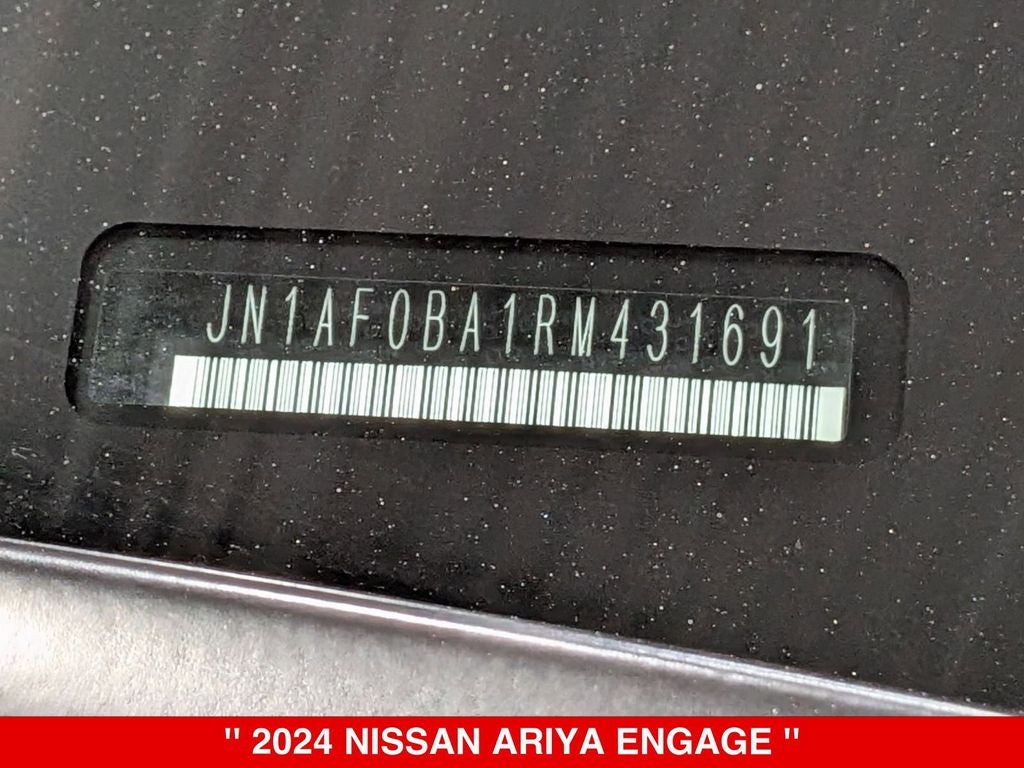 JN1AF0BA1RM431691
" 2024 NISSAN ARIYA ENGAGE "